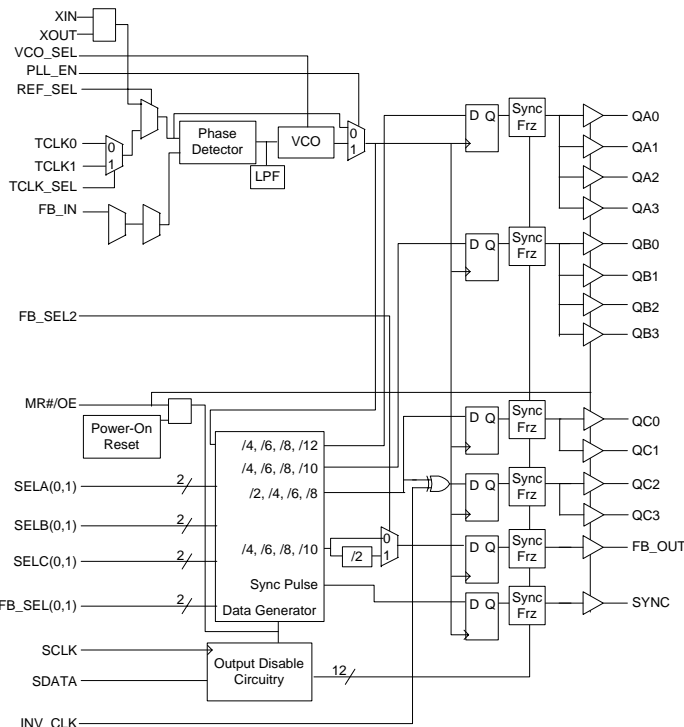 XIN
XOUT
VCO_SEL
PLL_EN
REF_SEL
TCLK0
TCLK1
TCLK_SEL
FB_IN
0
1
Phase
Detector
LPF
VCO
0
1
D Q
Sync
Frz
QA0
QA1
QA2
QA3
D Q
Sync
Frz
QB0
QB1
QB2
QB3
FB_SEL2
MR#/OE
Power-On
Reset
SELA(0,1)
2
SELB(0,1)
2
SELC(0,1)
2
FB_SEL(0,1)
2
/4, /6, /8, /12
/4, /6, /8, /10
/2, /4, /6, /8
/4, /6, /8, /10
/2
0
1
Sync Pulse
Data Generator
D Q
Sync
Frz
QC0
QC1
D Q
Sync
Frz
QC2
QC3
D Q
Sync
Frz
FB_OUT
D Q
Sync
Frz
SYNC
SCLK
SDATA
Output Disable
Circuitry
12
INV_CLK